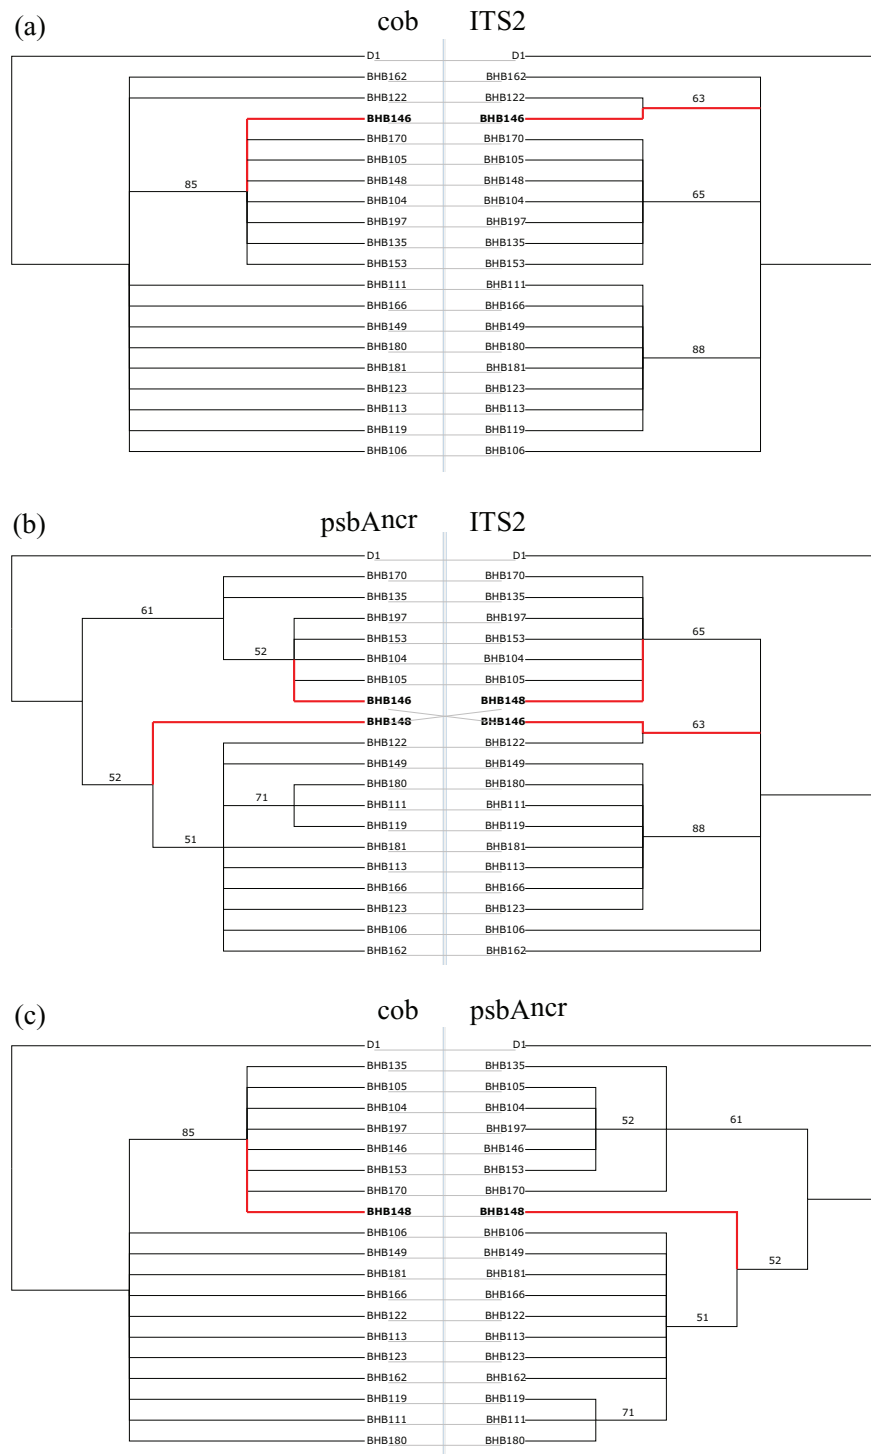 (a) cob ITS2
D1 D1
BHB162 BHB162
BHB122 BHB122 63
BHB146 BHB146
BHB170 BHB170
BHB105 BHB105
85 BHB148 BHB148
BHB104 BHB104 65
BHB197 BHB197
BHB135 BHB135
BHB153 BHB153
BHB111 BHB111
BHB166 BHB166
BHB149 BHB149
BHB180 BHB180 88
BHB181 BHB181
BHB123 BHB123
BHB113 BHB113
BHB119 BHB119
BHB106 BHB106
(b) psbAncr ITS2
D1 D1
BHB170 BHB170
BHB135 BHB135
61 BHB197 BHB197
BHB153 BHB153 65
52 BHB104 BHB104
BHB105 BHB105
BHB146 BHB148
BHB148 BHB146 63
BHB122 BHB122
BHB149 BHB149
52 BHB180 BHB180
71 BHB111 BHB111
BHB119 BHB119 88
51 BHB181 BHB181
BHB113 BHB113
BHB166 BHB166
BHB123 BHB123
BHB106 BHB106
BHB162 BHB162
(c) cob psbAncr
D1 D1
BHB135 BHB135
BHB105 BHB105
BHB104 BHB104
85 BHB197 BHB197 52 61
BHB146 BHB146
BHB153 BHB153
BHB170 BHB170
BHB148 BHB148
BHB106 BHB106
BHB149 BHB149 52
BHB181 BHB181
BHB166 BHB166
BHB122 BHB122 51
BHB113 BHB113
BHB123 BHB123
BHB162 BHB162
BHB119 BHB119
BHB111 BHB111 71
BHB180 BHB180